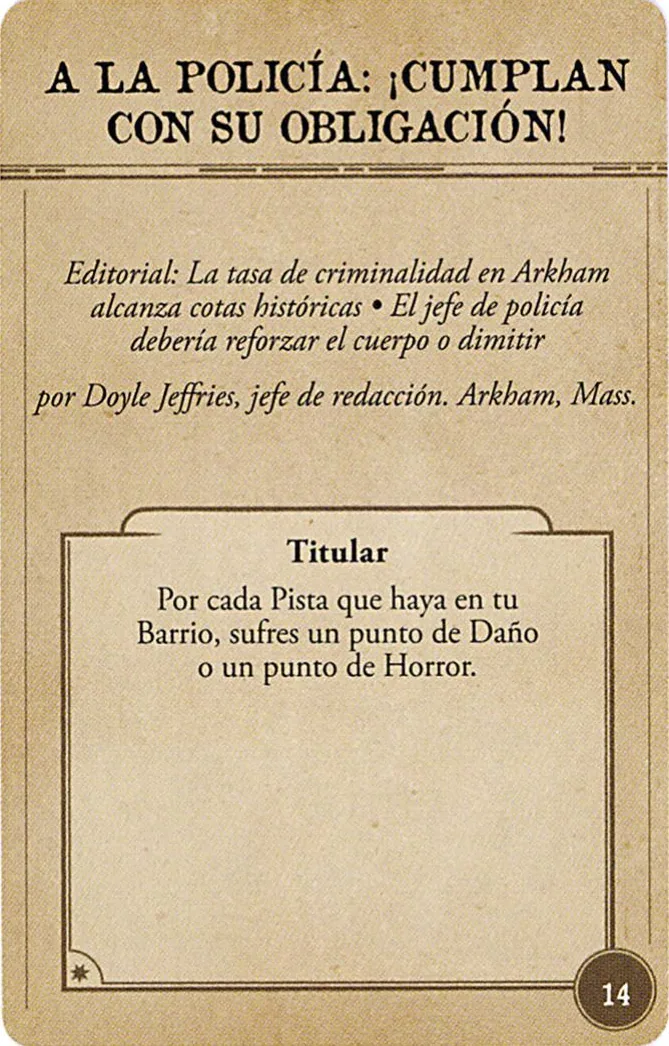 A LA POLICÍA: ¡CUMPLAN
CON SU OBLIGACIÓN!
Editorial: La tasa de criminalidad en Arkham
alcanza cotas históricas • El jefe de policía
debería reforzar el cuerpo o dimitir
por Doyle Jeffries, jefe de redacción. Arkham, Mass.
Titular
Por cada Pista que haya en tu
Barrio, sufres un punto de Daño
o un punto de Horror.
14